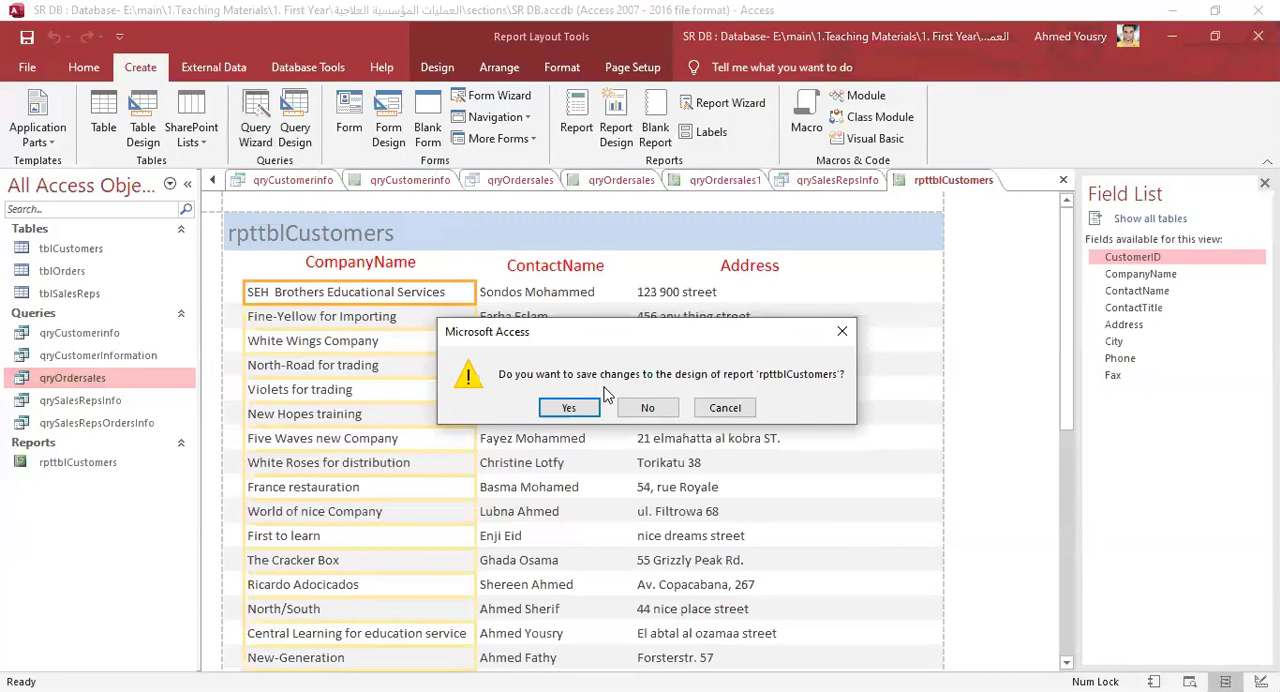 SR DB : Database- E:\main\1.Teaching Materials\1. First Year\العمليات المؤسسية العلاجية\sections\SR DB.accdb (Access 2007 - 2016 file format) - Access
Report Layout Tools
SR DB : Database- E:\main\1.Teaching Materials\1. First Year\العم...
Ahmed Yousry
File Home Create External Data Database Tools Help Design Arrange Format Page Setup Tell me what you want to do
Application Parts
Templates
Table
Table Design
SharePoint Lists
Tables
Query Wizard
Query Design
Queries
Form
Form Design
Blank Form
Form Wizard
Navigation
More Forms
Forms
Report
Report Design
Blank Report
Report Wizard
Labels
Reports
Macro
Module
Class Module
Visual Basic
Macros & Code
All Access Obje...
Search...
Tables
tblCustomers
tblOrders
tblSalesReps
Queries
qryCustomerinfo
qryCustomerInformation
qryOrdersales
qrySalesRepsInfo
qrySalesRepsOrdersInfo
Reports
rpttblCustomers
qryCustomerinfo qryCustomerinfo qryOrdersales qryOrdersales qryOrdersales1 qrySalesRepsInfo rpttblCustomers
rpttblCustomers
CompanyName ContactName Address
SEH Brothers Educational Services Sondos Mohammed 123 900 street
Fine-Yellow for Importing Farha Eslam 456 any thing street
White Wings Company
North-Road for trading
Violets for trading
New Hopes training
Five Waves new Company Fayez Mohammed 21 elmahatta al kobra ST.
White Roses for distribution Christine Lotfy Torikatu 38
France restauration Basma Mohamed 54, rue Royale
World of nice Company Lubna Ahmed ul. Filtrowa 68
First to learn Enji Eid nice dreams street
The Cracker Box Ghada Osama 55 Grizzly Peak Rd.
Ricardo Adocicados Shereen Ahmed Av. Copacabana, 267
North/South Ahmed Sherif 44 nice place street
Central Learning for education service Ahmed Yousry El abtal al ozamaa street
New-Generation Ahmed Fathy Forsterstr. 57
Microsoft Access
Do you want to save changes to the design of report 'rpttblCustomers'?
Yes No Cancel
Field List
Show all tables
Fields available for this view:
CustomerID
CompanyName
ContactName
ContactTitle
Address
City
Phone
Fax
Ready
Num Lock